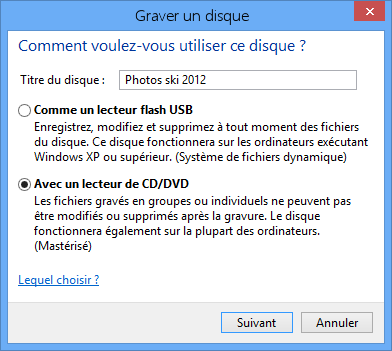 Graver un disque
Comment voulez-vous utiliser ce disque ?
Titre du disque : Photos ski 2012
Comme un lecteur flash USB
Enregistrez, modifiez et supprimez à tout moment des fichiers
du disque. Ce disque fonctionnera sur les ordinateurs exécutant
Windows XP ou supérieur. (Système de fichiers dynamique)
Avec un lecteur de CD/DVD
Les fichiers gravés en groupes ou individuels ne peuvent pas
être modifiés ou supprimés après la gravure. Le disque
fonctionnera également sur la plupart des ordinateurs.
(Mastérisé)
Lequel choisir ?
Suivant Annuler